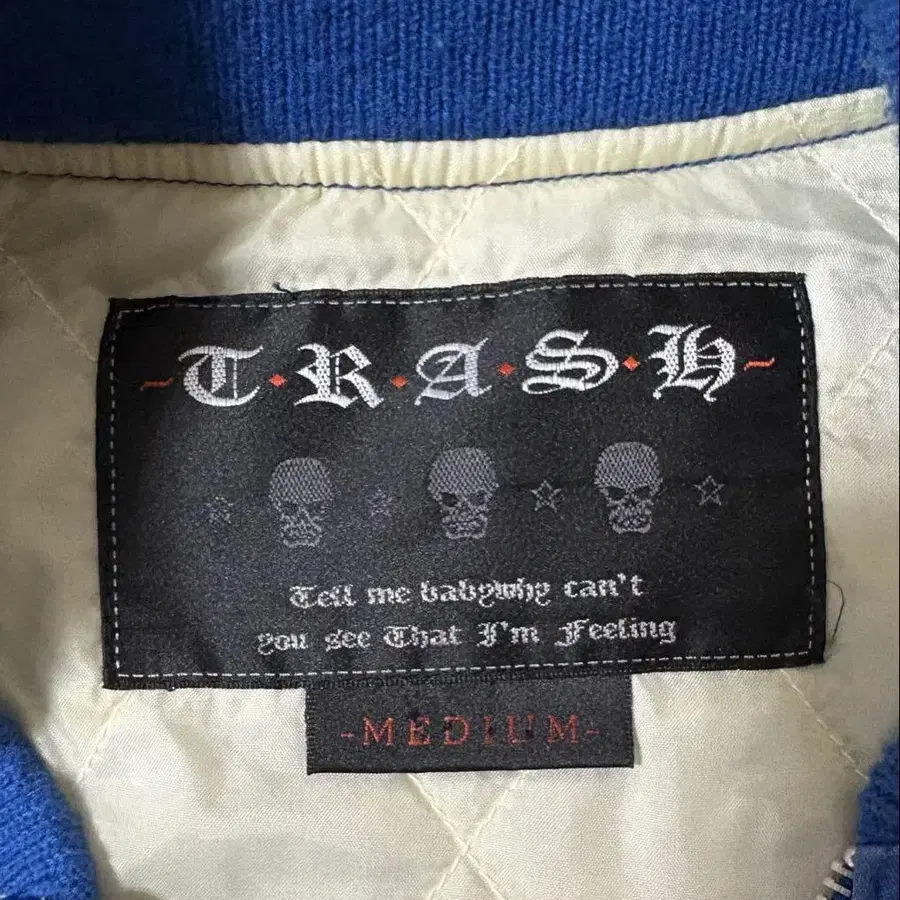 -T·R·A·S·H-
Tell me babywhy can't
you see That I'm Feeling
-MEDIUM-